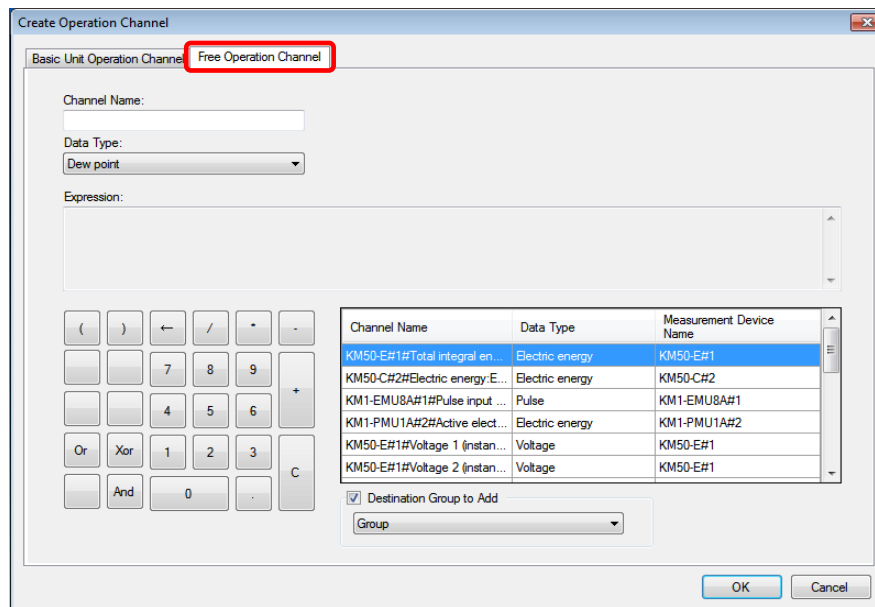 Create Operation Channel
Basic Unit Operation Channel Free Operation Channel
Channel Name:
Data Type:
Dew point
Expression:
( ) ← / * -
7 8 9 +
4 5 6
Or Xor 1 2 3 C
And 0 .
Channel Name Data Type Measurement Device Name
KM50-E#1#Total integral en... Electric energy KM50-E#1
KM50-C#2#Electric energy:E... Electric energy KM50-C#2
KM1-EMU8A#1#Pulse input ... Pulse KM1-EMU8A#1
KM1-PMU1A#2#Active elect... Electric energy KM1-PMU1A#2
KM50-E#1#Voltage 1 (instan... Voltage KM50-E#1
KM50-E#1#Voltage 2 (instan... Voltage KM50-E#1
Destination Group to Add
Group
OK Cancel